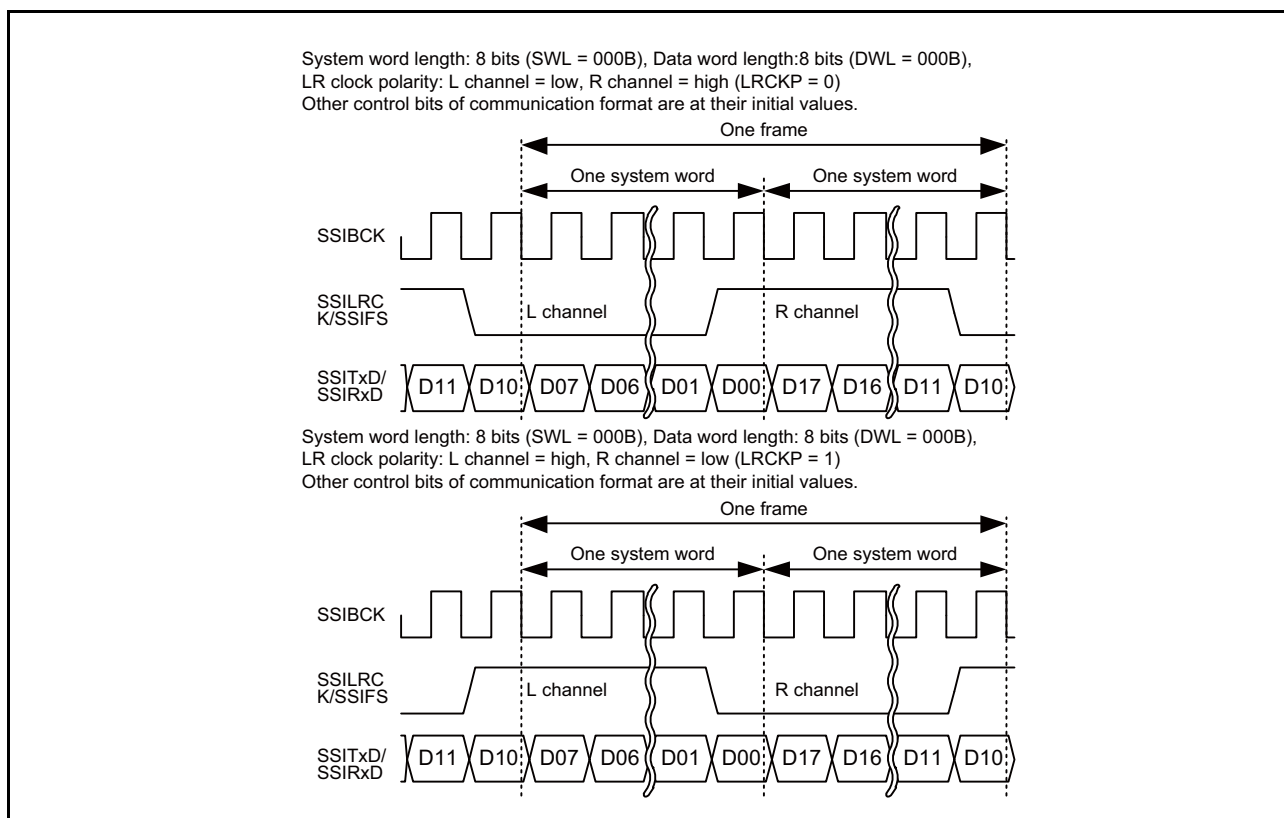 System word length: 8 bits (SWL = 000B), Data word length:8 bits (DWL = 000B),
LR clock polarity: L channel = low, R channel = high (LRCKP = 0)
Other control bits of communication format are at their initial values.
One frame
One system word One system word
SSIBCK
SSILRC
K/SSIFS
L channel R channel
SSITxD/
SSIRxD
D11 D10 D07 D06 D01 D00 D17 D16 D11 D10
System word length: 8 bits (SWL = 000B), Data word length: 8 bits (DWL = 000B),
LR clock polarity: L channel = high, R channel = low (LRCKP = 1)
Other control bits of communication format are at their initial values.
One frame
One system word One system word
SSIBCK
SSILRC
K/SSIFS
L channel R channel
SSITxD/
SSIRxD
D11 D10 D07 D06 D01 D00 D17 D16 D11 D10